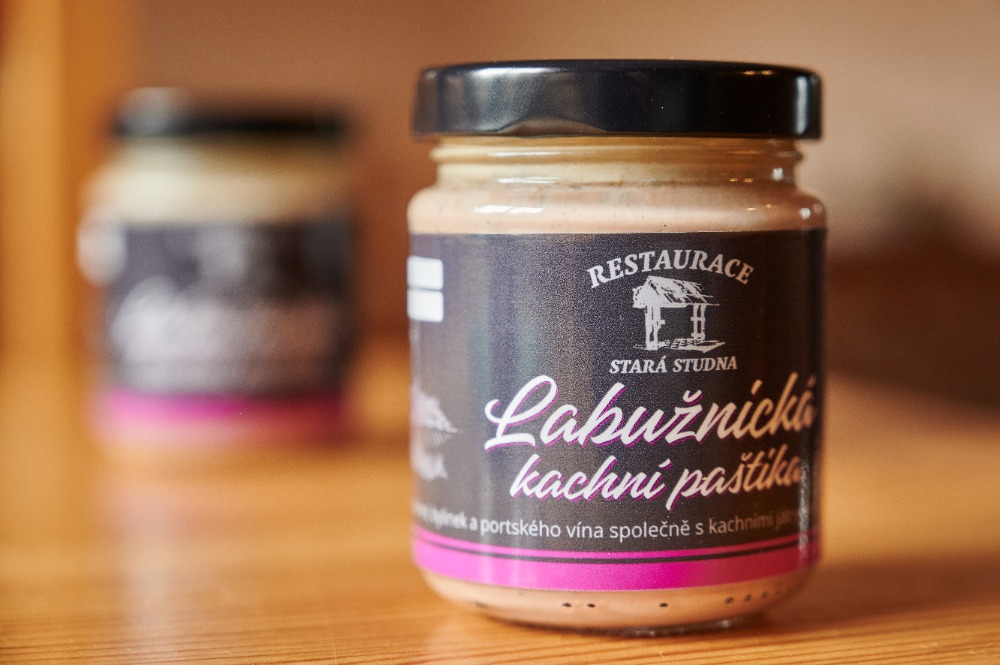 RESTAURACE
STARÁ STUDNA
Labužnická
kachní paštika
bylinek a portského vína společně s kachními